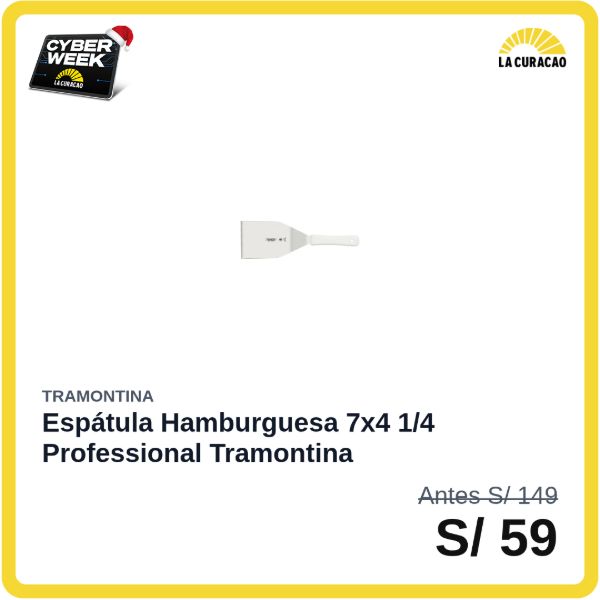 CYBER
WEEK
LA CURACAO
LA CURACAO
TRAMONTINA
Espátula Hamburguesa 7x4 1/4
Professional Tramontina
Antes S/ 149
S/ 59